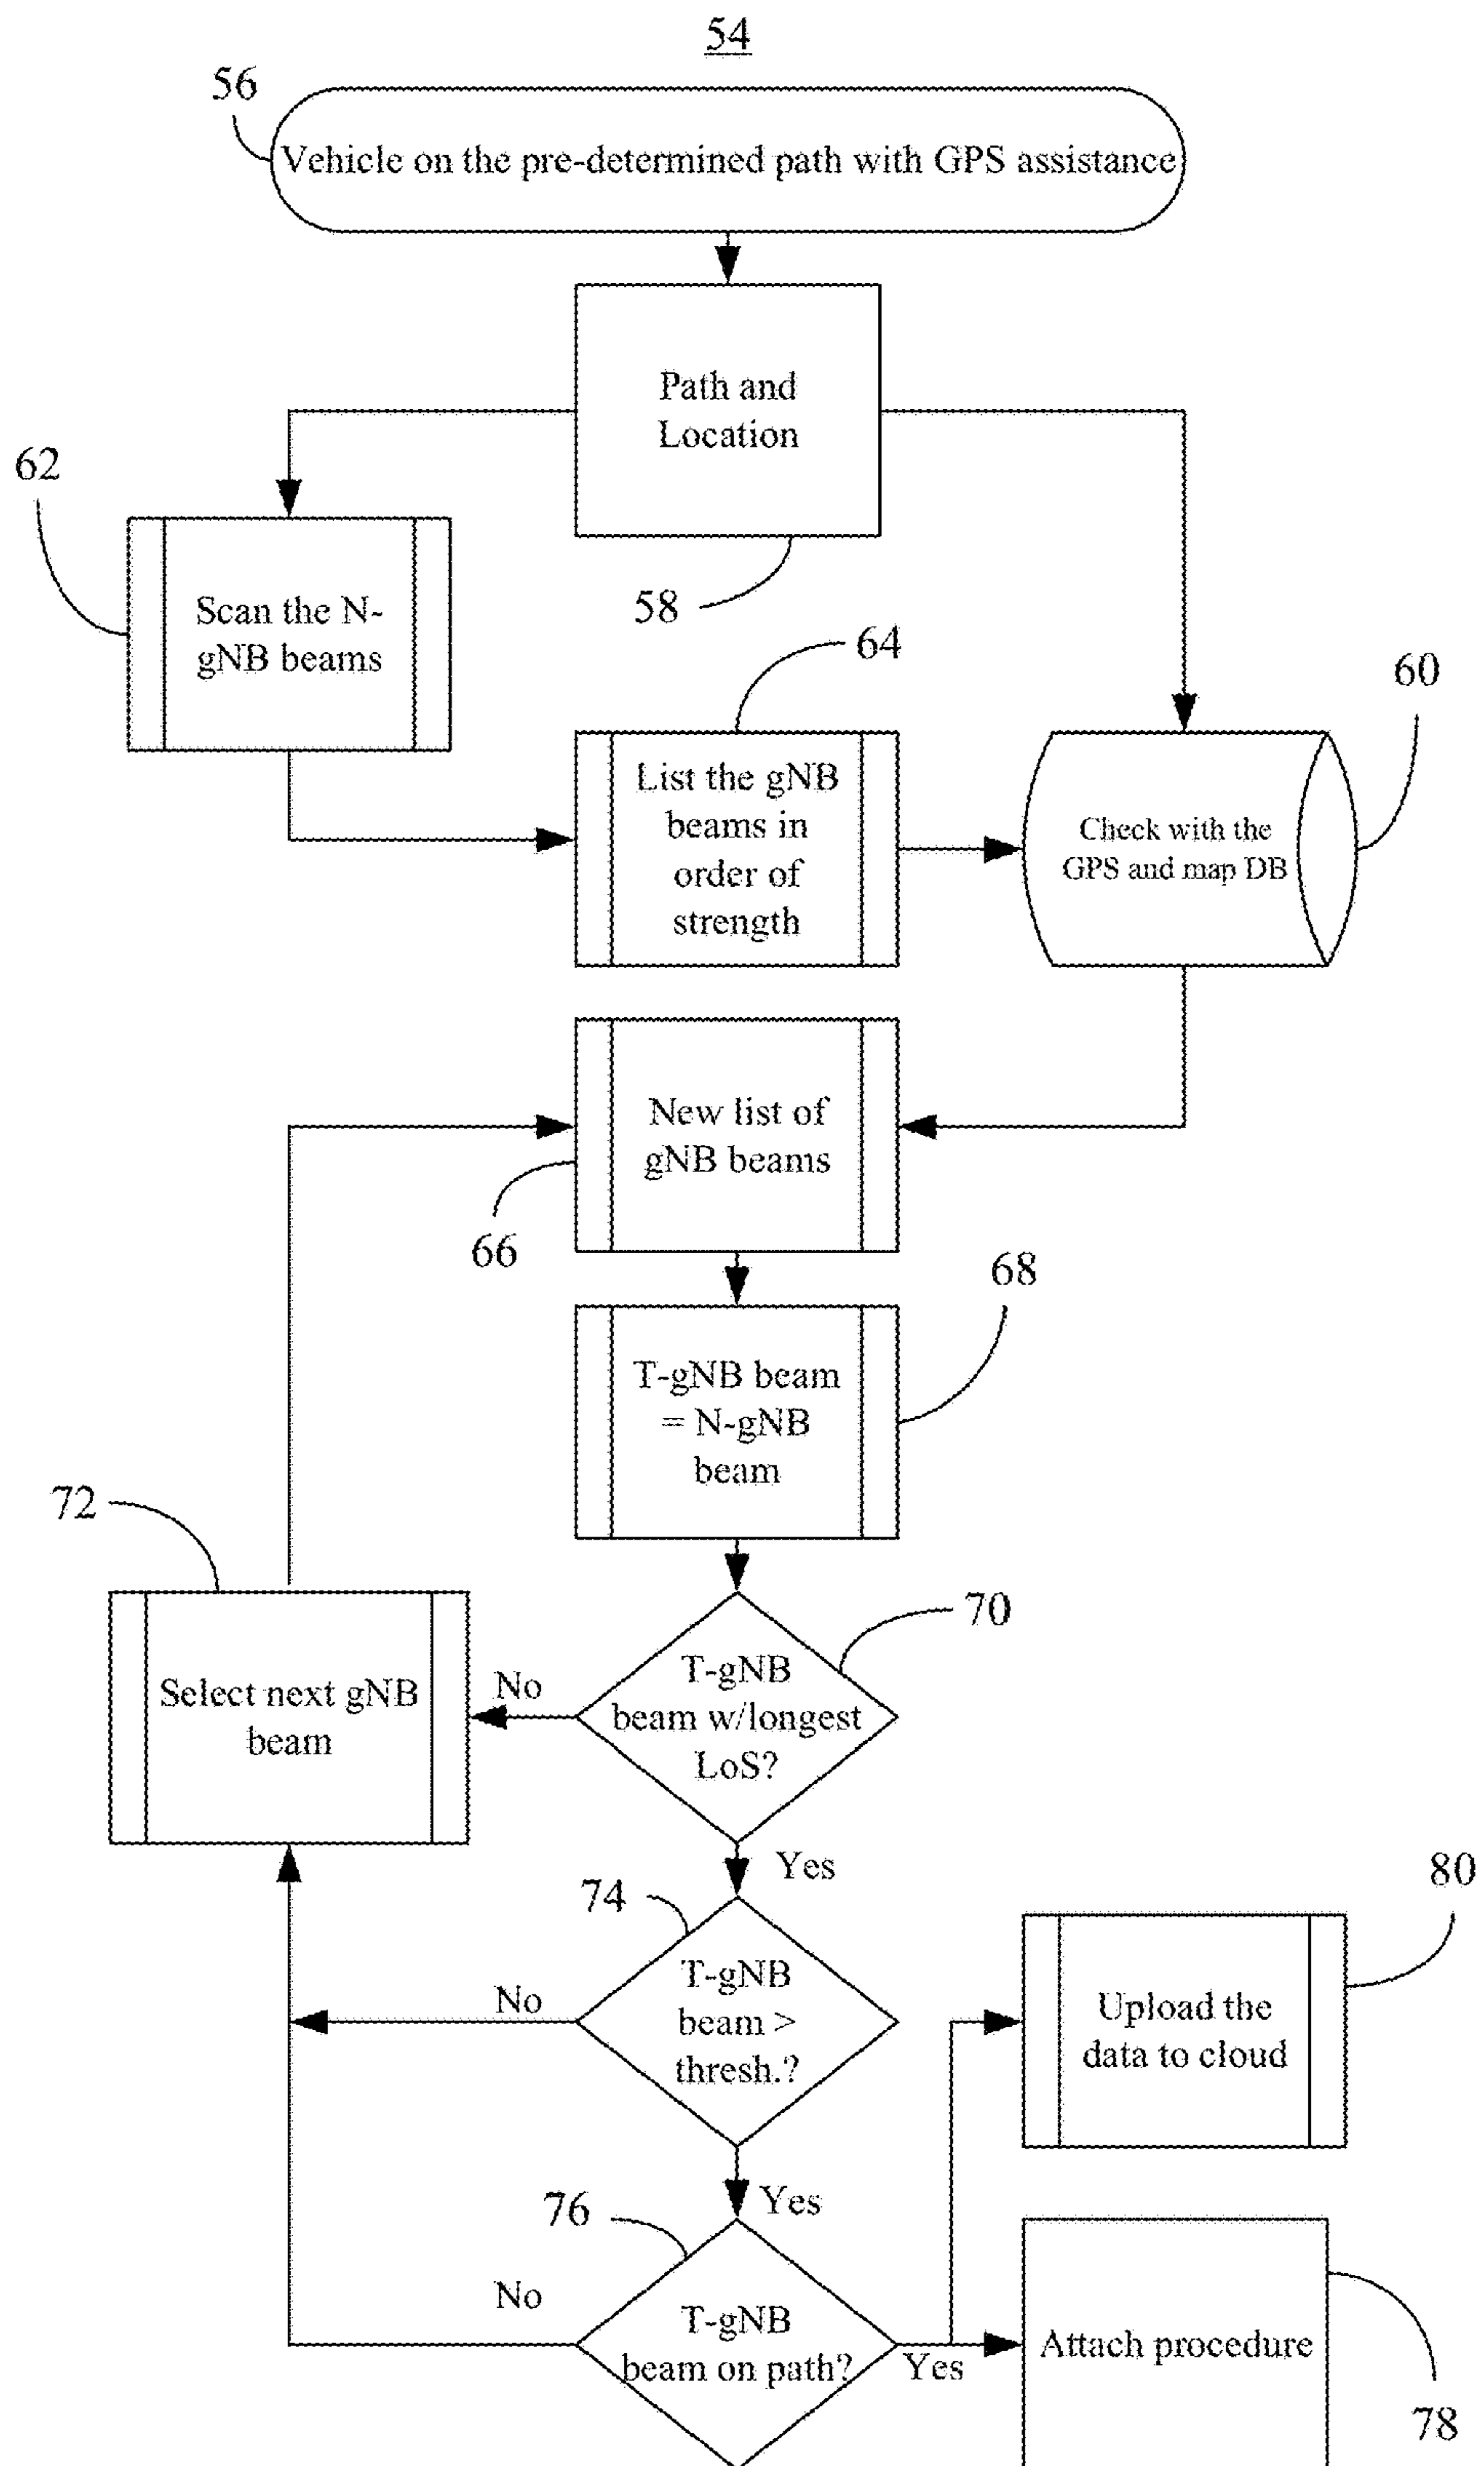 54
56
Vehicle on the pre-determined path with GPS assistance
Path and
Location
58
62
Scan the N-
gNB beams
64
List the gNB
beams in
order of
strength
60
Check with the
GPS and map DB
New list of
gNB beams
66
68
T-gNB beam
= N-gNB
beam
72
Select next gNB
beam
No
70
T-gNB
beam w/longest
LoS?
Yes
74
No
T-gNB
beam >
thresh.?
80
Upload the
data to cloud
Yes
76
No
T-gNB
beam on path?
Yes
Attach procedure
78